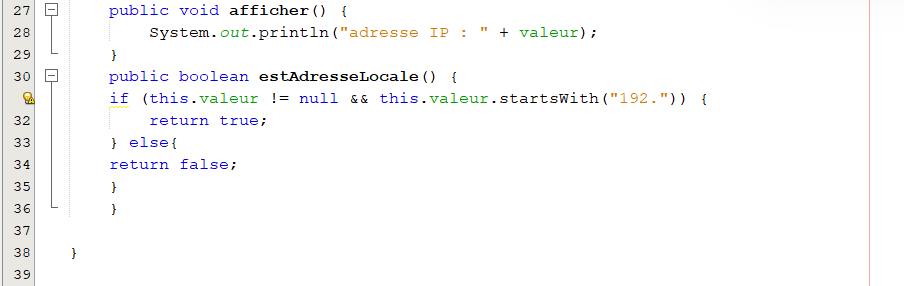 27 public void afficher() {
28 System.out.println("adresse IP : " + valeur);
29 }
30 public boolean estAdresseLocale() {
if (this.valeur != null && this.valeur.startsWith("192.")) {
32 return true;
33 } else{
34 return false;
35 }
36 }
37
38 }
39